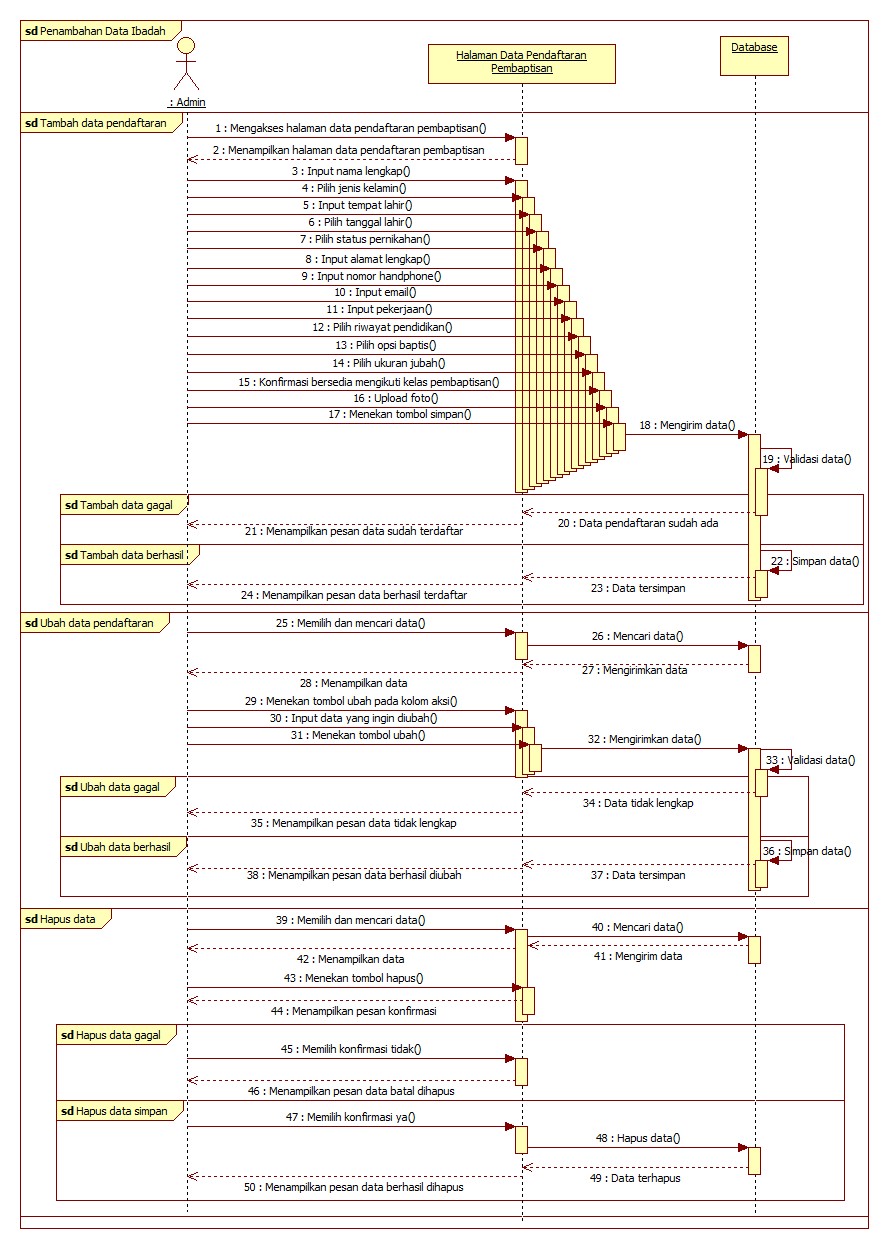 sd Penambahan Data Ibadah
Halaman Data Pendaftaran
Pembaptisan
Database
: Admin
sd Tambah data pendaftaran
1 : Mengakses halaman data pendaftaran pembaptisan()
2 : Menampilkan halaman data pendaftaran pembaptisan
3 : Input nama lengkap()
4 : Pilih jenis kelamin()
5 : Input tempat lahir()
6 : Pilih tanggal lahir()
7 : Pilih status pernikahan()
8 : Input alamat lengkap()
9 : Input nomor handphone()
10 : Input email()
11 : Input pekerjaan()
12 : Pilih riwayat pendidikan()
13 : Pilih opsi baptis()
14 : Pilih ukuran jubah()
15 : Konfirmasi bersedia mengikuti kelas pembaptisan()
16 : Upload foto()
17 : Menekan tombol simpan()
18 : Mengirim data()
19 : Validasi data()
sd Tambah data gagal
20 : Data pendaftaran sudah ada
21 : Menampilkan pesan data sudah terdaftar
sd Tambah data berhasil
22 : Simpan data()
23 : Data tersimpan
24 : Menampilkan pesan data berhasil terdaftar
sd Ubah data pendaftaran
25 : Memilih dan mencari data()
26 : Mencari data()
27 : Mengirimkan data
28 : Menampilkan data
29 : Menekan tombol ubah pada kolom aksi()
30 : Input data yang ingin diubah()
31 : Menekan tombol ubah()
32 : Mengirimkan data()
33 : Validasi data()
sd Ubah data gagal
34 : Data tidak lengkap
35 : Menampilkan pesan data tidak lengkap
sd Ubah data berhasil
36 : Simpan data()
37 : Data tersimpan
38 : Menampilkan pesan data berhasil diubah
sd Hapus data
39 : Memilih dan mencari data()
40 : Mencari data()
41 : Mengirim data
42 : Menampilkan data
43 : Menekan tombol hapus()
44 : Menampilkan pesan konfirmasi
sd Hapus data gagal
45 : Memilih konfirmasi tidak()
46 : Menampilkan pesan data batal dihapus
sd Hapus data simpan
47 : Memilih konfirmasi ya()
48 : Hapus data()
49 : Data terhapus
50 : Menampilkan pesan data berhasil dihapus